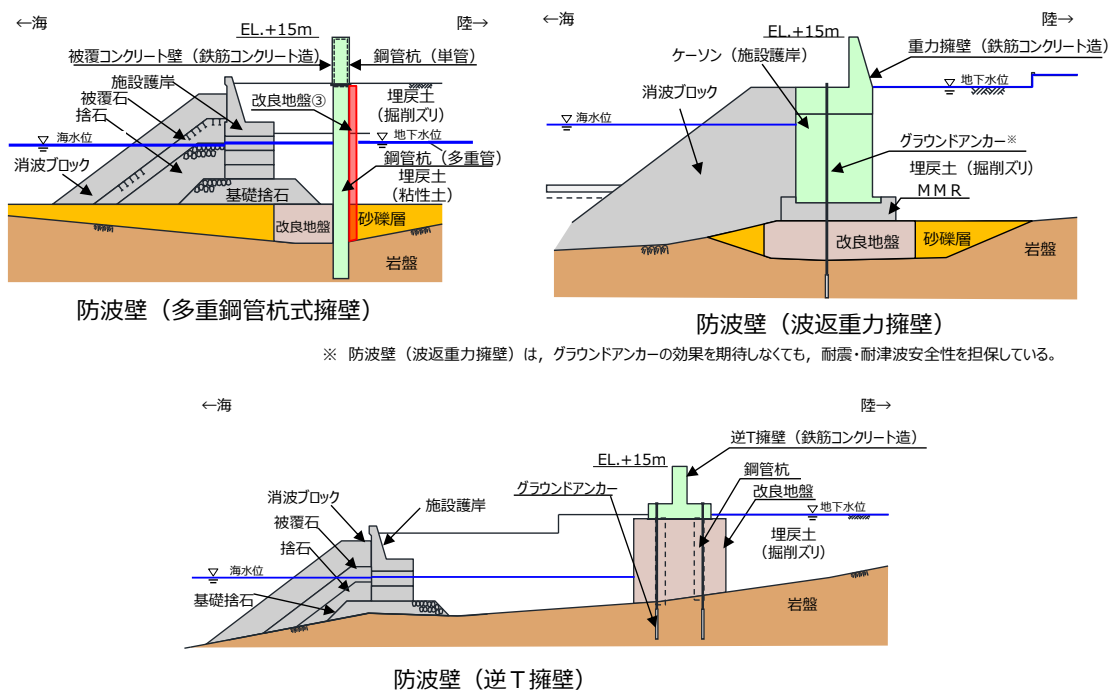 ←海
陸→
EL.+15m
被覆コンクリート壁（鉄筋コンクリート造）
鋼管杭（単管）
施設護岸
被覆石
捨石
改良地盤③
埋戻土
（掘削ズリ）
海水位
地下水位
消波ブロック
鋼管杭（多重管）
埋戻土
（粘性土）
基礎捨石
改良地盤
砂礫層
岩盤
防波壁（多重鋼管杭式擁壁）
←海
陸→
EL.+15m
ケーソン（施設護岸）
重力擁壁（鉄筋コンクリート造）
地下水位
消波ブロック
海水位
グラウンドアンカー※
埋戻土（掘削ズリ）
ＭＭＲ
改良地盤
砂礫層
岩盤
防波壁（波返重力擁壁）
※ 防波壁（波返重力擁壁）は，グラウンドアンカーの効果を期待しなくても，耐震・耐津波安全性を担保している。
←海
陸→
逆T擁壁（鉄筋コンクリート造）
EL.+15m
鋼管杭
グラウンドアンカー
改良地盤
消波ブロック
施設護岸
地下水位
被覆石
埋戻土
（掘削ズリ）
捨石
海水位
基礎捨石
岩盤
防波壁（逆Ｔ擁壁）